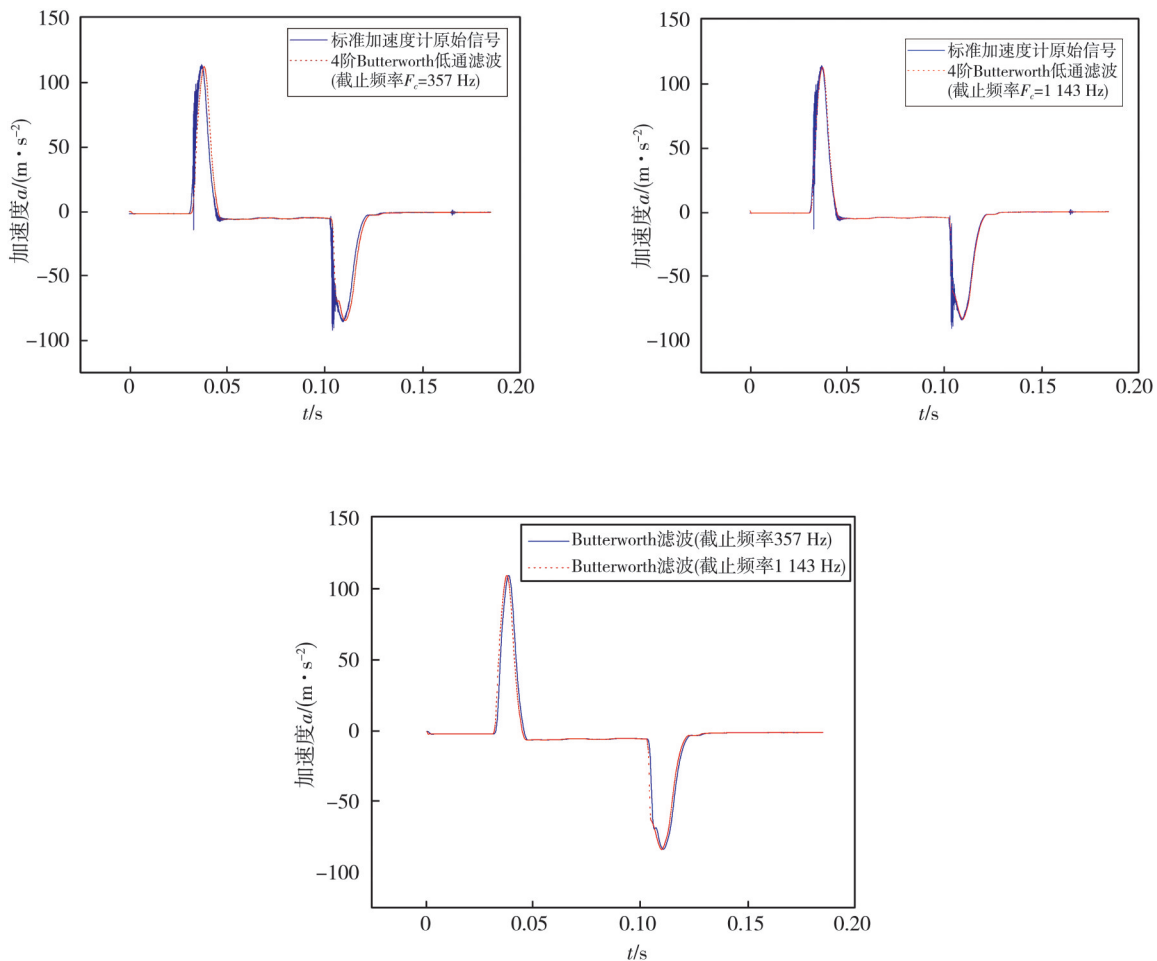 150
100
50
0
−50
−100
加速度a/(m·s⁻²)
标准加速度计原始信号
4阶Butterworth低通滤波
(截止频率F_c=357 Hz)
0 0.05 0.10 0.15 0.20
t/s
150
100
50
0
−50
−100
加速度a/(m·s⁻²)
标准加速度计原始信号
4阶Butterworth低通滤波
(截止频率F_c=1 143 Hz)
0 0.05 0.10 0.15 0.20
t/s
150
100
50
0
−50
−100
加速度a/(m·s⁻²)
Butterworth滤波(截止频率357 Hz)
Butterworth滤波(截止频率1 143 Hz)
0 0.05 0.10 0.15 0.20
t/s